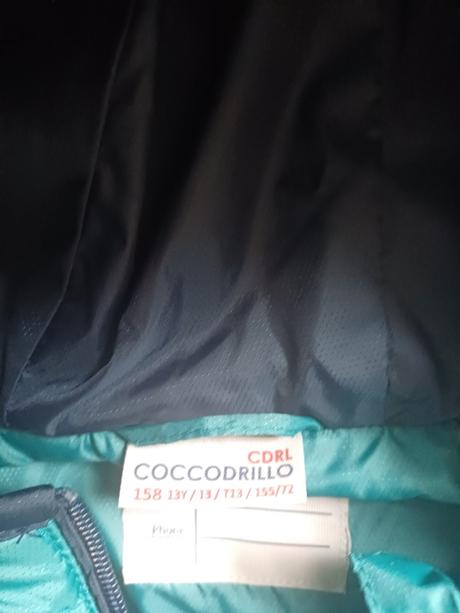 CDRL
COCCODRILLO
158 13Y / 13 / T13 / 155/72